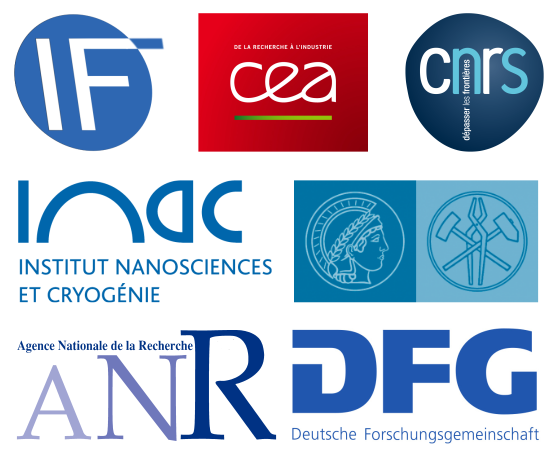 IF
DE LA RECHERCHE À L'INDUSTRIE
cea
cnrs
dépasser les frontières
inac
INSTITUT NANOSCIENCES
ET CRYOGÉNIE
Agence Nationale de la Recherche
ANR
DFG
Deutsche Forschungsgemeinschaft